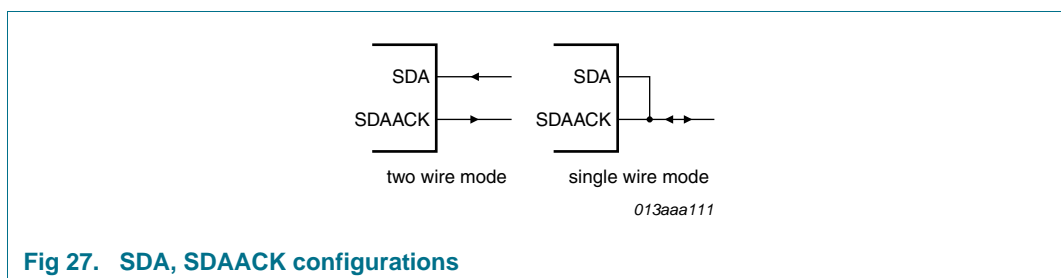 SDA
SDAACK
two wire mode
SDA
SDAACK
single wire mode
013aaa111
Fig 27. SDA, SDAACK configurations